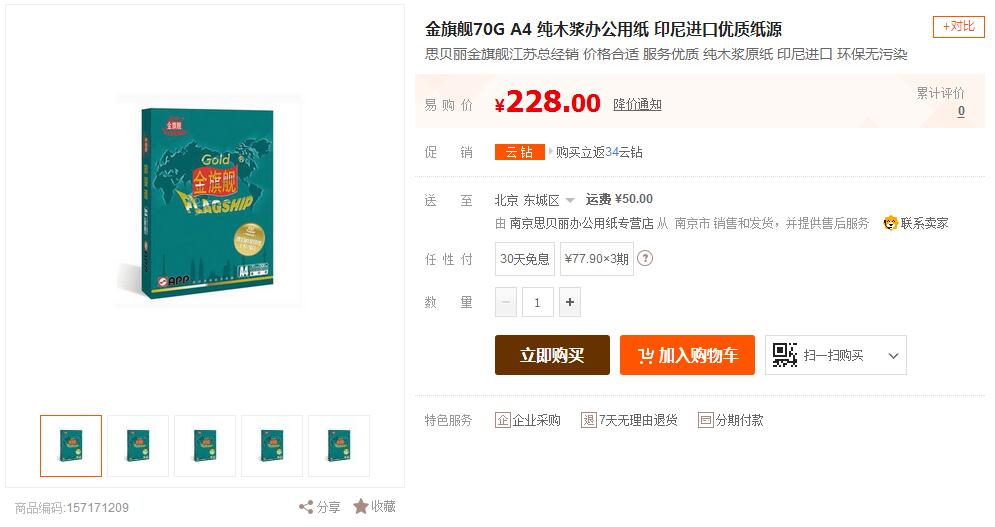 金旗舰70G A4 纯木浆办公用纸 印尼进口优质纸源
+对比
思贝丽金旗舰江苏总经销 价格合适 服务优质 纯木浆原纸 印尼进口 环保无污染
易购价 ¥228.00 降价通知
累计评价
0
促销 云钻 购买立返34云钻
送至 北京 东城区 运费 ¥50.00
由 南京思贝丽办公用纸专营店 从 南京市 销售和发货，并提供售后服务 联系卖家
任性付 30天免息 ¥77.90×3期 ?
数量 − 1 +
立即购买 加入购物车 扫一扫购买
特色服务 企 企业采购 退 7天无理由退货 分期付款
金旗舰
Gold
金旗舰
FLAGSHIP
A4
APP
商品编码:157171209 分享 收藏